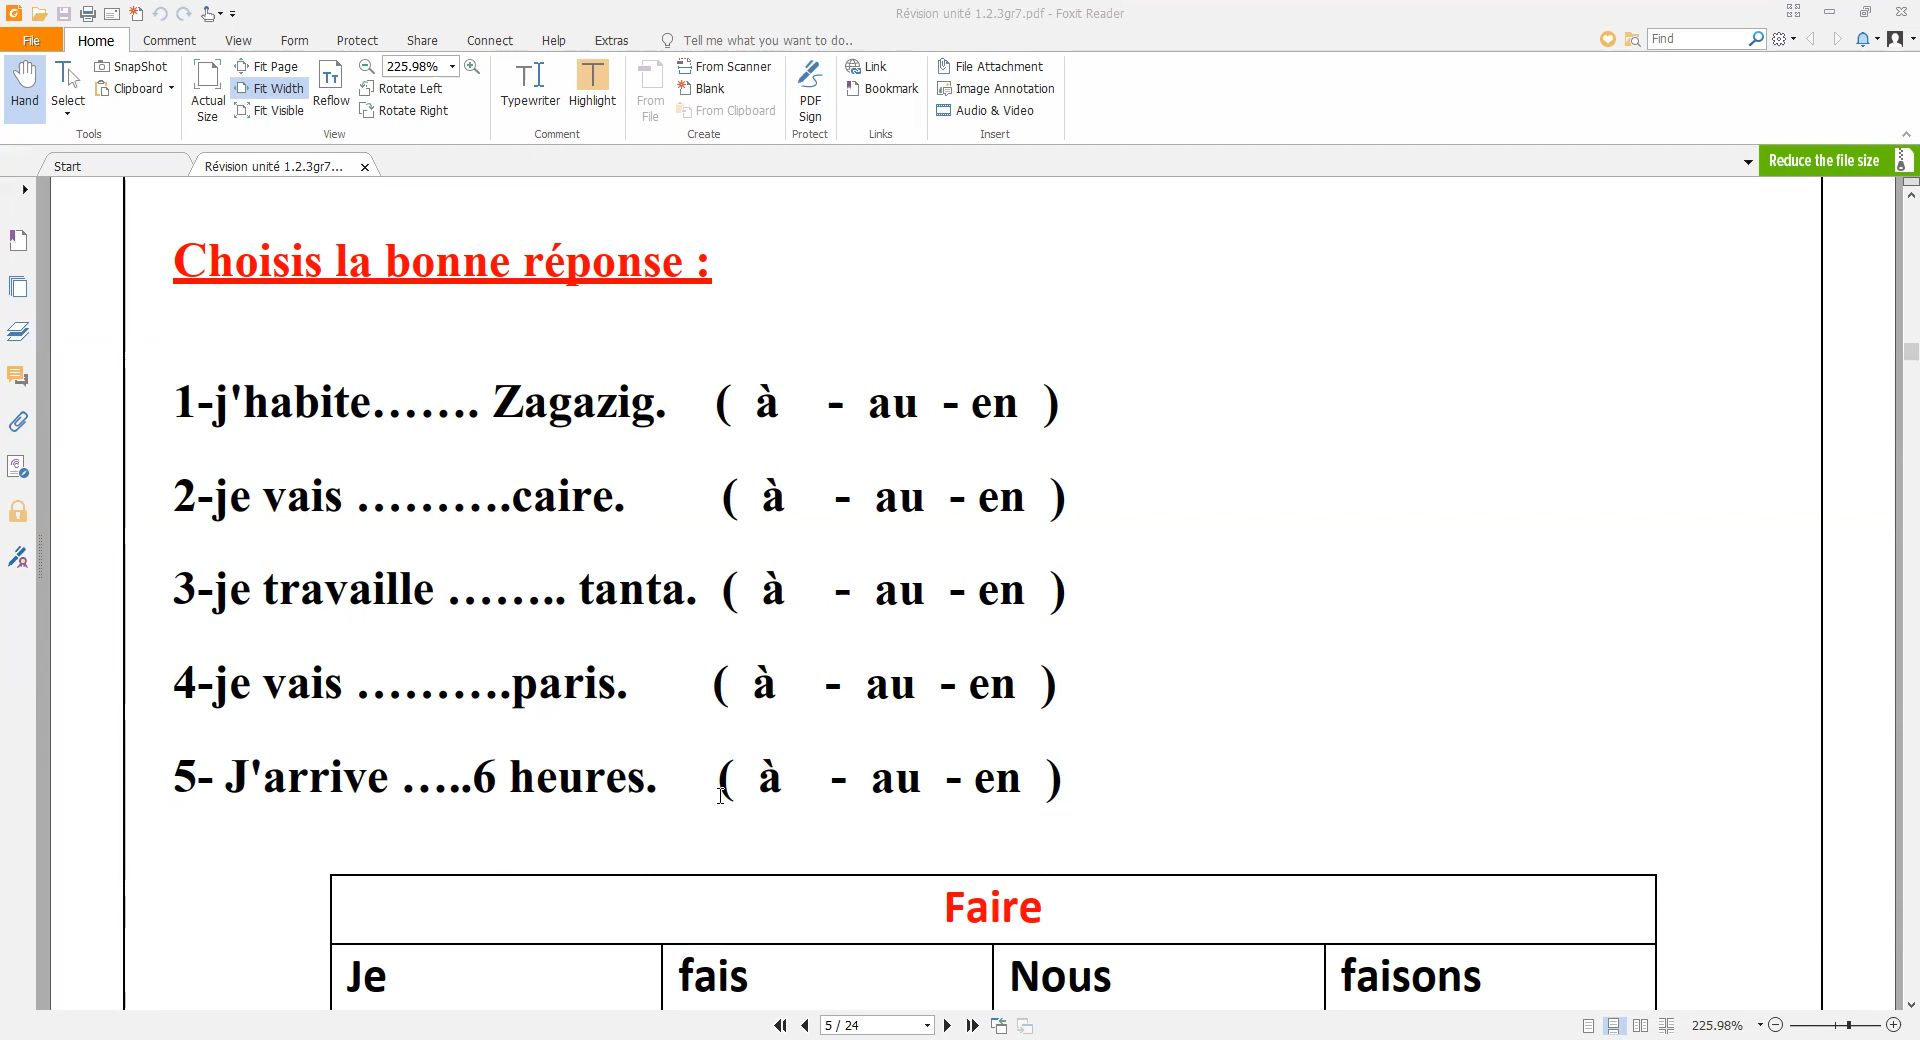 Révision unité 1.2.3gr7.pdf - Foxit Reader
File Home Comment View Form Protect Share Connect Help Extras Tell me what you want to do.. Find
Hand Select SnapShot Clipboard Actual Size Fit Page Fit Width Fit Visible Reflow 225.98% Rotate Left Rotate Right Typewriter Highlight From File From Scanner Blank From Clipboard PDF Sign Link Bookmark File Attachment Image Annotation Audio & Video
Tools View Comment Create Protect Links Insert
Start Révision unité 1.2.3gr7... Reduce the file size
Choisis la bonne réponse :
1-j'habite……. Zagazig. ( à - au - en )
2-je vais ……….caire. ( à - au - en )
3-je travaille …….. tanta. ( à - au - en )
4-je vais ……….paris. ( à - au - en )
5- J'arrive …..6 heures. ( à - au - en )
Faire
Je fais Nous faisons
5 / 24 225.98%